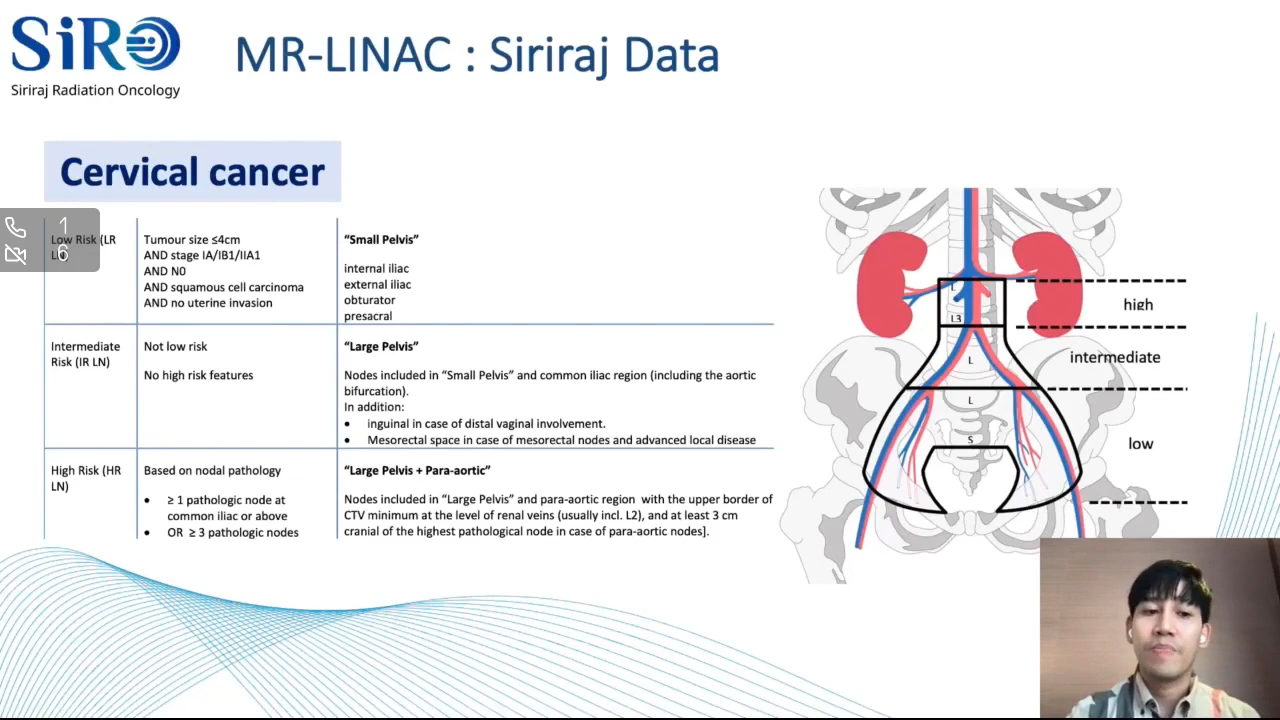 SiRO
Siriraj Radiation Oncology
MR-LINAC : Siriraj Data
Cervical cancer
1
6
Low Risk (LR
Tumour size ≤4cm
AND stage IA/IB1/IIA1
AND N0
AND squamous cell carcinoma
AND no uterine invasion
“Small Pelvis”
internal iliac
external iliac
obturator
presacral
Intermediate
Risk (IR LN)
Not low risk
No high risk features
“Large Pelvis”
Nodes included in “Small Pelvis” and common iliac region (including the aortic
bifurcation).
In addition:
• inguinal in case of distal vaginal involvement.
• Mesorectal space in case of mesorectal nodes and advanced local disease
High Risk (HR
LN)
Based on nodal pathology
• ≥ 1 pathologic node at
common iliac or above
• OR ≥ 3 pathologic nodes
“Large Pelvis + Para-aortic”
Nodes included in “Large Pelvis” and para-aortic region with the upper border of
CTV minimum at the level of renal veins (usually incl. L2), and at least 3 cm
cranial of the highest pathological node in case of para-aortic nodes].
L
L3
L
L
S
high
intermediate
low